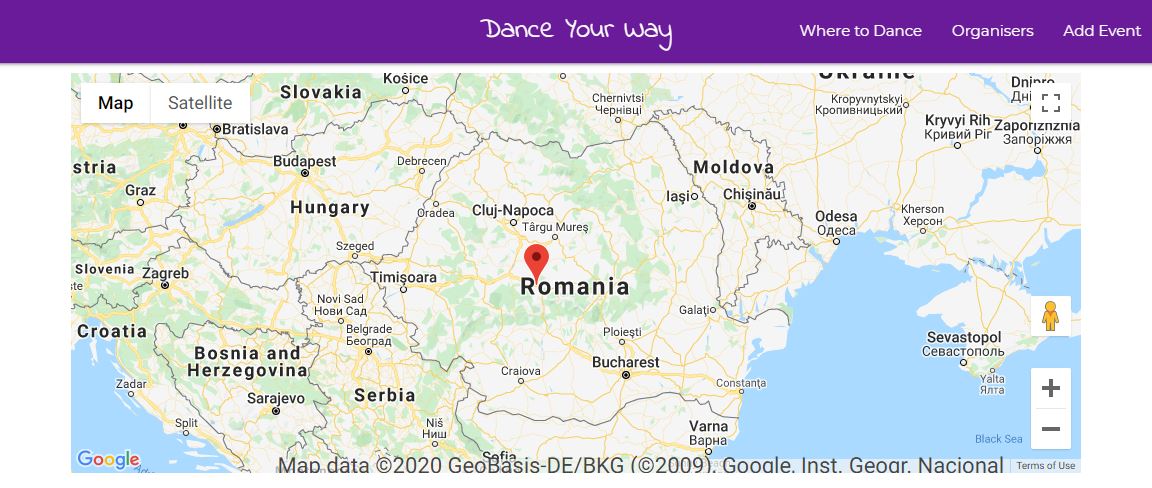 Dance Your Way
Where to Dance Organisers Add Event
Map Satellite
Slovakia
Košice
Ukraine
Chernivtsi
Чернівці
Kropyvnytskyi
Кропивницький
Dnipro
Kryvyi Rih
Кривий Ріг
Zaporizhzhia
Запоріжжя
Bratislava
Budapest
Debrecen
Moldova
stria
Graz
Hungary
Oradea
Cluj-Napoca
Târgu Mureș
Iași
Chișinău
Odesa
Одеса
Kherson
Херсон
Szeged
Slovenia
Zagreb
Timișoara
Romania
Novi Sad
Нови Сад
Galați
Croatia
Belgrade
Београд
Ploiești
Bosnia and
Herzegovina
Bucharest
Sevastopol
Севастополь
Zadar
Sarajevo
Serbia
Craiova
Constanța
Yalta
Ялта
Split
Niš
Ниш
Varna
Варна
Black Sea
Sofia
Google
Map data ©2020 GeoBasis-DE/BKG (©2009), Google, Inst. Geogr. Nacional
Terms of Use